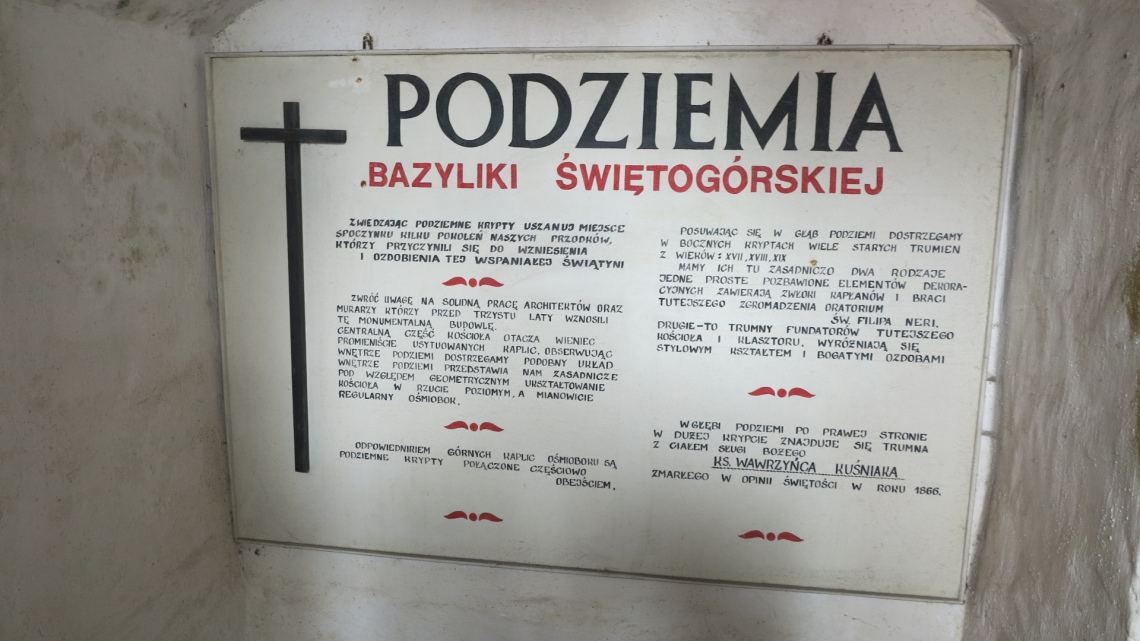 PODZIEMIA
BAZYLIKI ŚWIĘTOGÓRSKIEJ
ZWIEDZAJĄC PODZIEMNE KRYPTY USZANUJ MIEJSCE
SPOCZYNKU KILKU POKOLEŃ NASZYCH PRZODKÓW,
KTÓRZY PRZYCZYNILI SIĘ DO WZNIESIENIA
I OZDOBIENIA TEJ WSPANIAŁEJ ŚWIĄTYNI
ZWRÓĆ UWAGĘ NA SOLIDNĄ PRACĘ ARCHITEKTÓW ORAZ
MURARZY KTÓRZY PRZED TRZYSTU LATY WZNOSILI
TĘ MONUMENTALNĄ BUDOWLĘ.
CENTRALNĄ CZĘŚĆ KOŚCIOŁA OTACZA WIENIEC
PROMIENIŚCIE USYTUOWANYCH KAPLIC. OBSERWUJĄC
WNĘTRZE PODZIEMI DOSTRZEGAMY PODOBNY UKŁAD
WNĘTRZE PODZIEMI PRZEDSTAWIA NAM ZASADNICZE
POD WZGLĘDEM GEOMETRYCZNYM UKSZTAŁTOWANIE
KOŚCIOŁA W RZUCIE POZIOMYM, A MIANOWICIE
REGULARNY OŚMIOBOK.
ODPOWIEDNIKIEM GÓRNYCH KAPLIC OŚMIOBOKU SĄ
PODZIEMNE KRYPTY POŁĄCZONE CZĘŚCIOWO
OBEJŚCIEM.
POSUWAJĄC SIĘ W GŁĄB PODZIEMI DOSTRZEGAMY
W BOCZNYCH KRYPTACH WIELE STARYCH TRUMIEN
Z WIEKÓW: XVII, XVIII, XIX
MAMY ICH TU ZASADNICZO DWA RODZAJE
JEDNE PROSTE POZBAWIONE ELEMENTÓW DEKORA-
CYJNYCH ZAWIERAJĄ ZWŁOKI KAPŁANÓW I BRACI
TUTEJSZEGO ZGROMADZENIA ORATORIUM
ŚW. FILIPA NERI.
DRUGIE-TO TRUMNY FUNDATORÓW TUTEJSZEGO
KOŚCIOŁA I KLASZTORU. WYRÓŻNIAJĄ SIĘ
STYLOWYM KSZTAŁTEM I BOGATYMI OZDOBAMI
W GŁĘBI PODZIEMI PO PRAWEJ STRONIE
W DUŻEJ KRYPCIE ZNAJDUJE SIĘ TRUMNA
Z CIAŁEM SŁUGI BOŻEGO
KS. WAWRZYŃCA KUŚNIAKA
ZMARŁEGO W OPINII ŚWIĘTOŚCI W ROKU 1866.